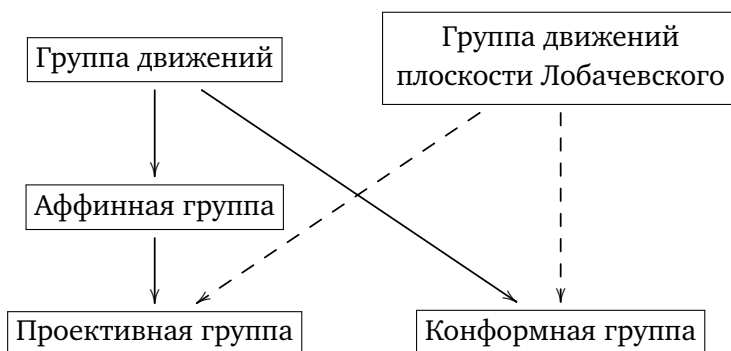 Группа движений
Группа движений
плоскости Лобачевского
Аффинная группа
Проективная группа
Конформная группа